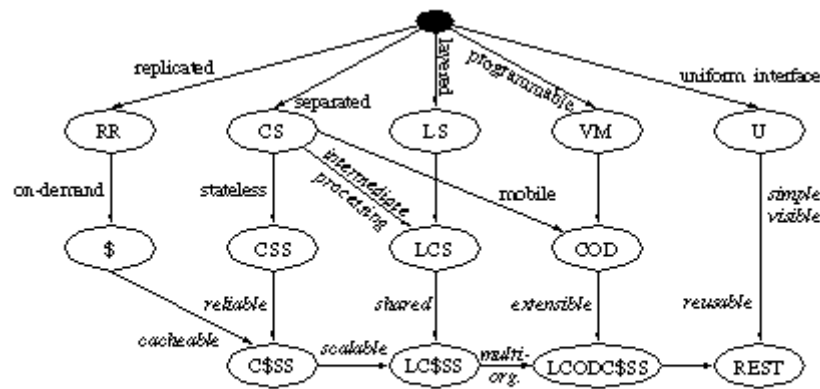 replicated
separated
layered
programmable
uniform interface
RR
CS
LS
VM
U
on-demand
stateless
intermediate
processing
mobile
simple
visible
$
CSS
LCS
COD
cacheable
reliable
shared
extensible
reusable
C$SS
scalable
LC$SS
multi-
org.
LCODC$SS
REST